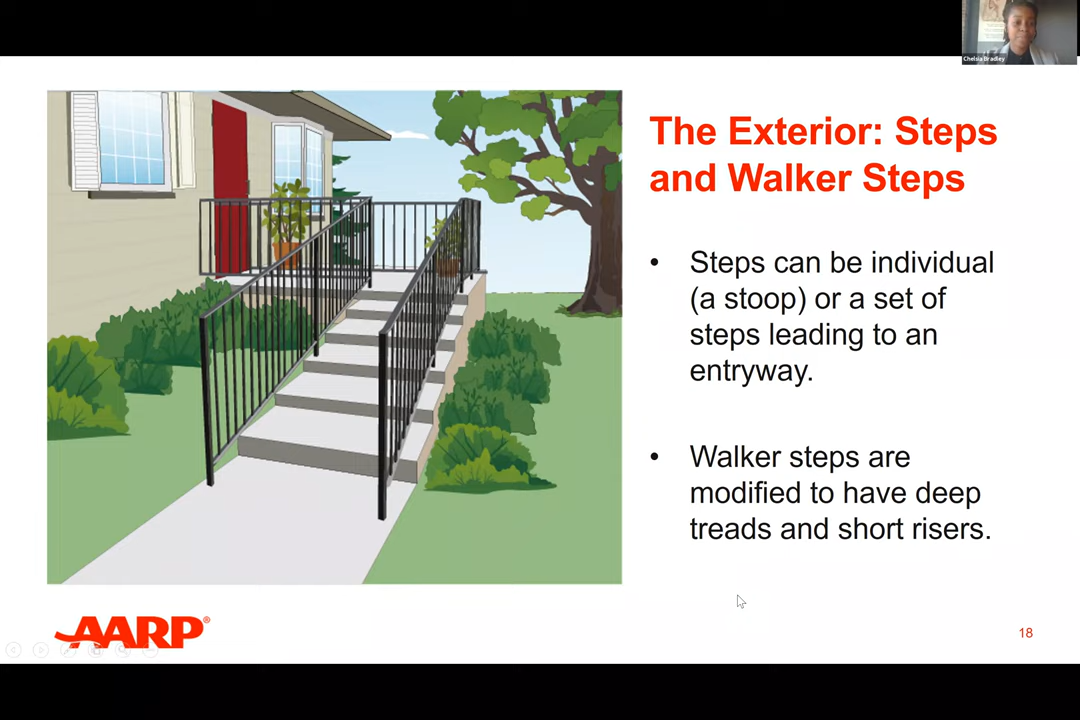 Chelsia Bradley
The Exterior: Steps
and Walker Steps
• Steps can be individual
(a stoop) or a set of
steps leading to an
entryway.
• Walker steps are
modified to have deep
treads and short risers.
AARP®
18